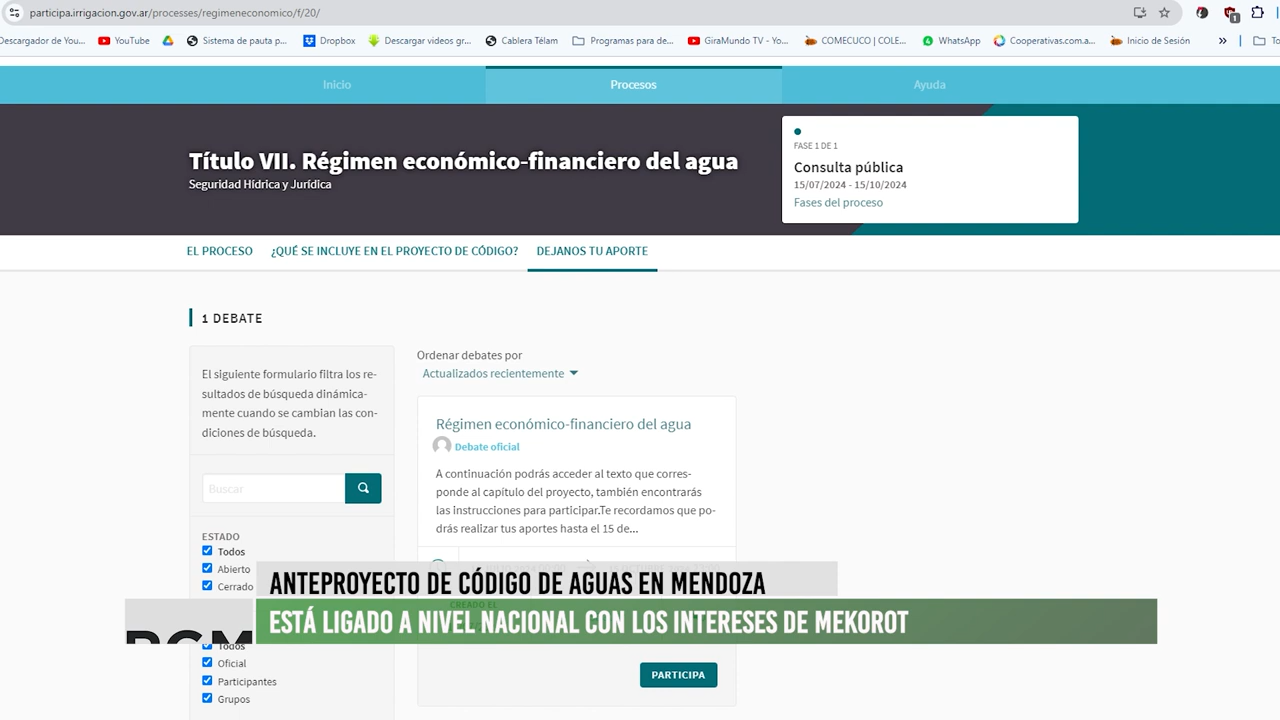 participa.irrigacion.gov.ar/processes/regimeneconomico/f/20/
Descargador de You...
YouTube
Sistema de pauta p...
Dropbox
Descargar videos gr...
Cablera Télam
Programas para de...
GiraMundo TV - Yo...
COMECUCO | COLE...
WhatsApp
Cooperativas.com.a...
Inicio de Sesión
»
Inicio
Procesos
Ayuda
Título VII. Régimen económico-financiero del agua
Seguridad Hídrica y Jurídica
FASE 1 DE 1
Consulta pública
15/07/2024 - 15/10/2024
Fases del proceso
EL PROCESO
¿QUÉ SE INCLUYE EN EL PROYECTO DE CÓDIGO?
DEJANOS TU APORTE
1 DEBATE
El siguiente formulario filtra los re-
sultados de búsqueda dinámica-
mente cuando se cambian las con-
diciones de búsqueda.
Buscar
ESTADO
Todos
Abierto
Cerrado
Todos
Oficial
Participantes
Grupos
Ordenar debates por
Actualizados recientemente
Régimen económico-financiero del agua
Debate oficial
A continuación podrás acceder al texto que corres-
ponde al capítulo del proyecto, también encontrarás
las instrucciones para participar.Te recordamos que po-
drás realizar tus aportes hasta el 15 de...
ANTEPROYECTO DE CÓDIGO DE AGUAS EN MENDOZA
ESTÁ LIGADO A NIVEL NACIONAL CON LOS INTERESES DE MEKOROT
PARTICIPA